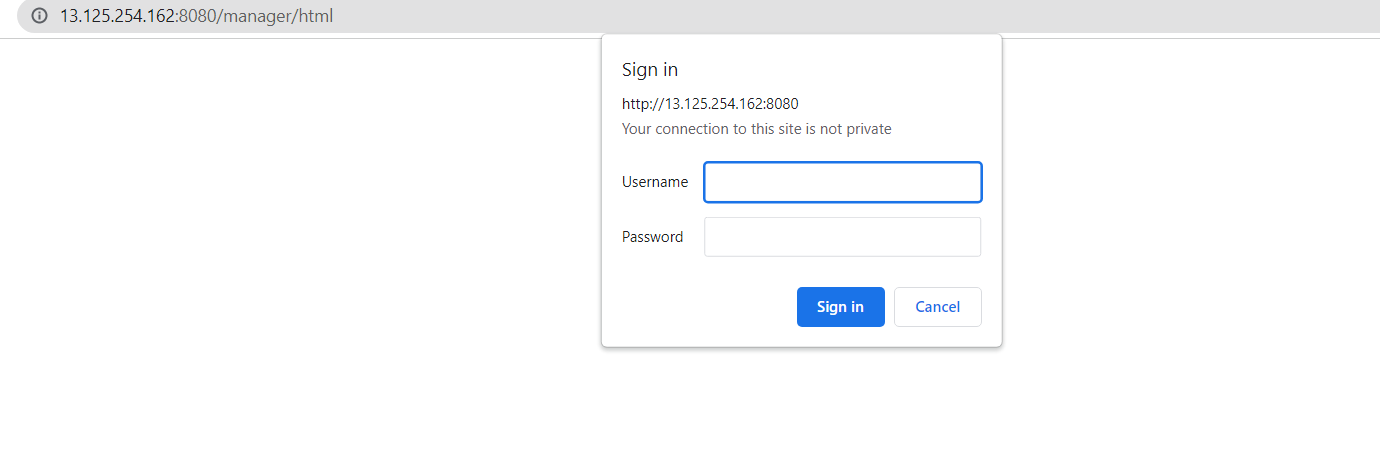 13.125.254.162:8080/manager/html
Sign in
http://13.125.254.162:8080
Your connection to this site is not private
Username
Password
Sign in Cancel